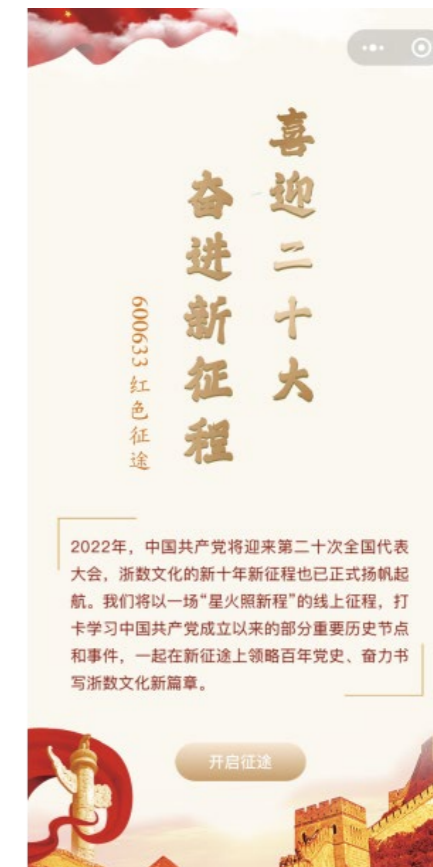 喜迎二十大
奋进新征程
600633 红色征途
2022年，中国共产党将迎来第二十次全国代表
大会，浙数文化的新十年新征程也已正式扬帆起
航。我们将以一场“星火照新程”的线上征程，打
卡学习中国共产党成立以来的部分重要历史节点
和事件，一起在新征途上领略百年党史、奋力书
写浙数文化新篇章。
开启征途